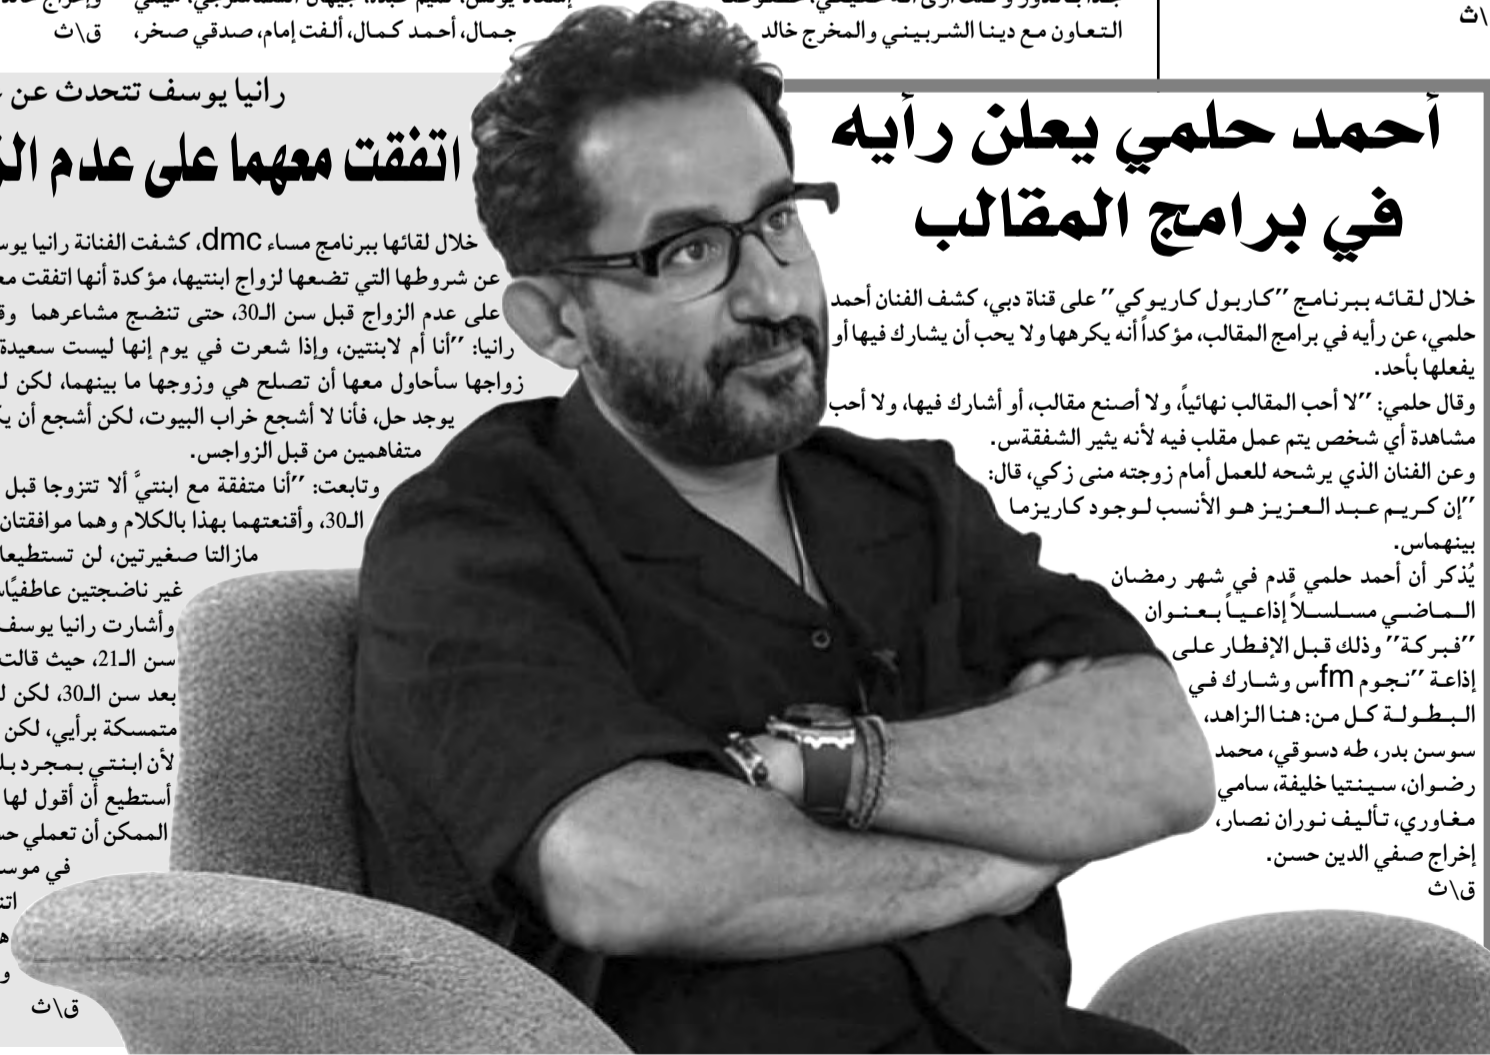 التعاون مع دينا الشربيني والمخرج خالد
جمال، أحمد كمال، ألفت إمام، صدقي صخر،
ق\ث
أحمد حلمي يعلن رأيه
في برامج المقالب
خلال لقائه ببرنامج ’’كاربول كاريوكي’’ على قناة دبي، كشف الفنان أحمد
حلمي، عن رأيه في برامج المقالب، مؤكداً أنه يكرهها ولا يحب أن يشارك فيها أو
يفعلها بأحد.
وقال حلمي: ’’لا أحب المقالب نهائياً، ولا أصنع مقالب، أو أشارك فيها، ولا أحب
مشاهدة أي شخص يتم عمل مقلب فيه لأنه يثير الشفقةس.
وعن الفنان الذي يرشحه للعمل أمام زوجته منى زكي، قال:
’’إن كريم عبد العزيز هو الأنسب لوجود كاريزما
بينهماس.
يُذكر أن أحمد حلمي قدم في شهر رمضان
الماضي مسلسلاً إذاعياً بعنوان
’’فبركة’’ وذلك قبل الإفطار على
إذاعة ’’نجوم fmس وشارك في
البطولة كل من: هنا الزاهد،
سوسن بدر، طه دسوقي، محمد
رضوان، سينتيا خليفة، سامي
مغاوري، تأليف نوران نصار،
إخراج صفي الدين حسن.
ق\ث
رانيا يوسف تتحدث عن
اتفقت معهما على عدم
خلال لقائها ببرنامج مساء dmc، كشفت الفنانة رانيا
عن شروطها التي تضعها لزواج ابنتيها، مؤكدة أنها اتفقت
على عدم الزواج قبل سن الـ30، حتى تنضج مشاعرهما
رانيا: ’’أنا أم لابنتين، وإذا شعرت في يوم إنها ليست سعيدة
زواجها سأحاول معها أن تصلح هي وزوجها ما بينهما، لكن
يوجد حل، فأنا لا أشجع خراب البيوت، لكن أشجع أن
متفاهمين من قبل الزواجس.
وتابعت: ’’أنا متفقة مع ابنتيَّ ألا تتزوجا قبل
الـ30، وأقنعتهما بهذا بالكلام وهما موافقتان
مازالتا صغيرتين، لن تستطيعا
غير ناضجتين عاطفيًاس
وأشارت رانيا يوسف
سن الـ21، حيث قالت
بعد سن الـ30، لكن
متمسكة برأيي، لكن
لأن ابنتي بمجرد
أستطيع أن أقول لها
الممكن أن تعملي
في
ق\ث